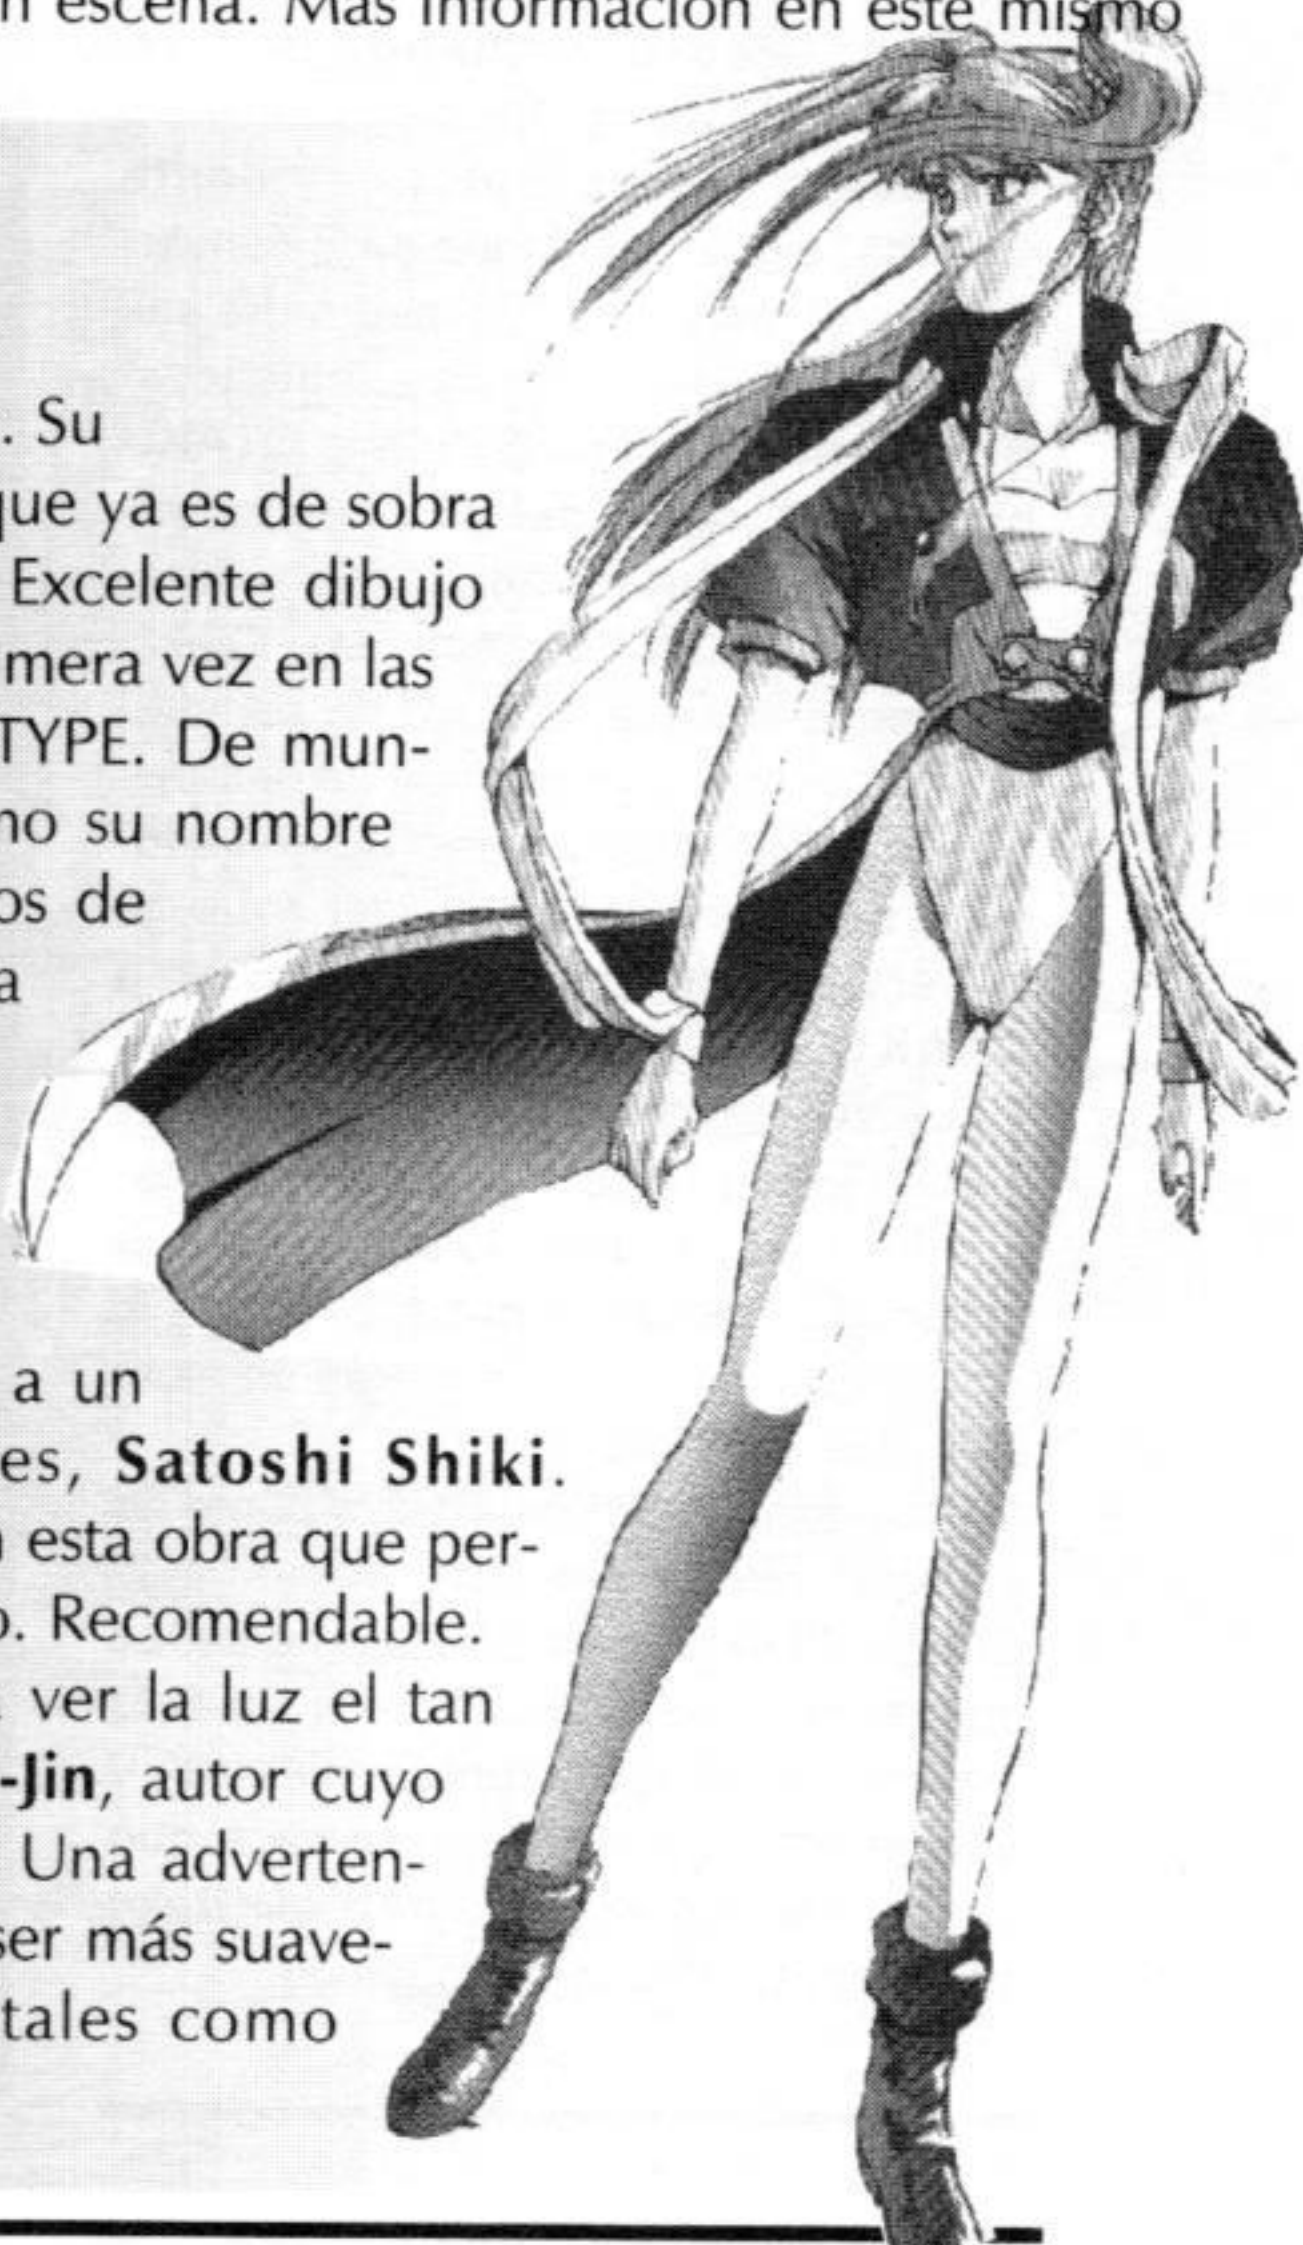 n escena. Más información en este mismo
. Su
que ya es de sobra
Excelente dibujo
mera vez en las
TYPE. De mun-
no su nombre
os de
a
a un
es, Satoshi Shiki.
n esta obra que per-
o. Recomendable.
ver la luz el tan
-Jin, autor cuyo
Una adverten-
ser más suave-
tales como